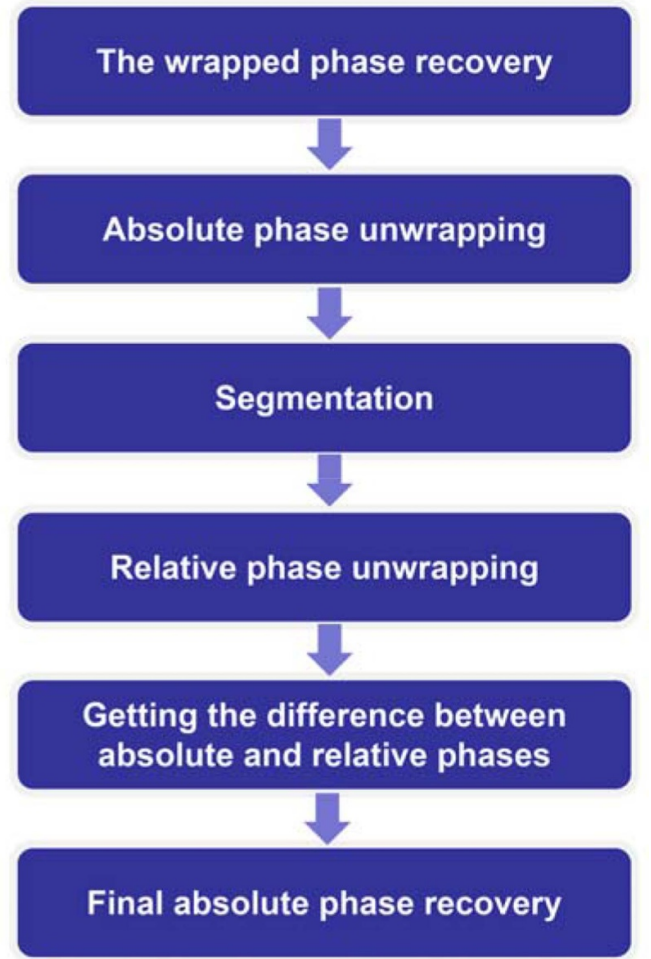 The wrapped phase recovery
Absolute phase unwrapping
Segmentation
Relative phase unwrapping
Getting the difference between
absolute and relative phases
Final absolute phase recovery